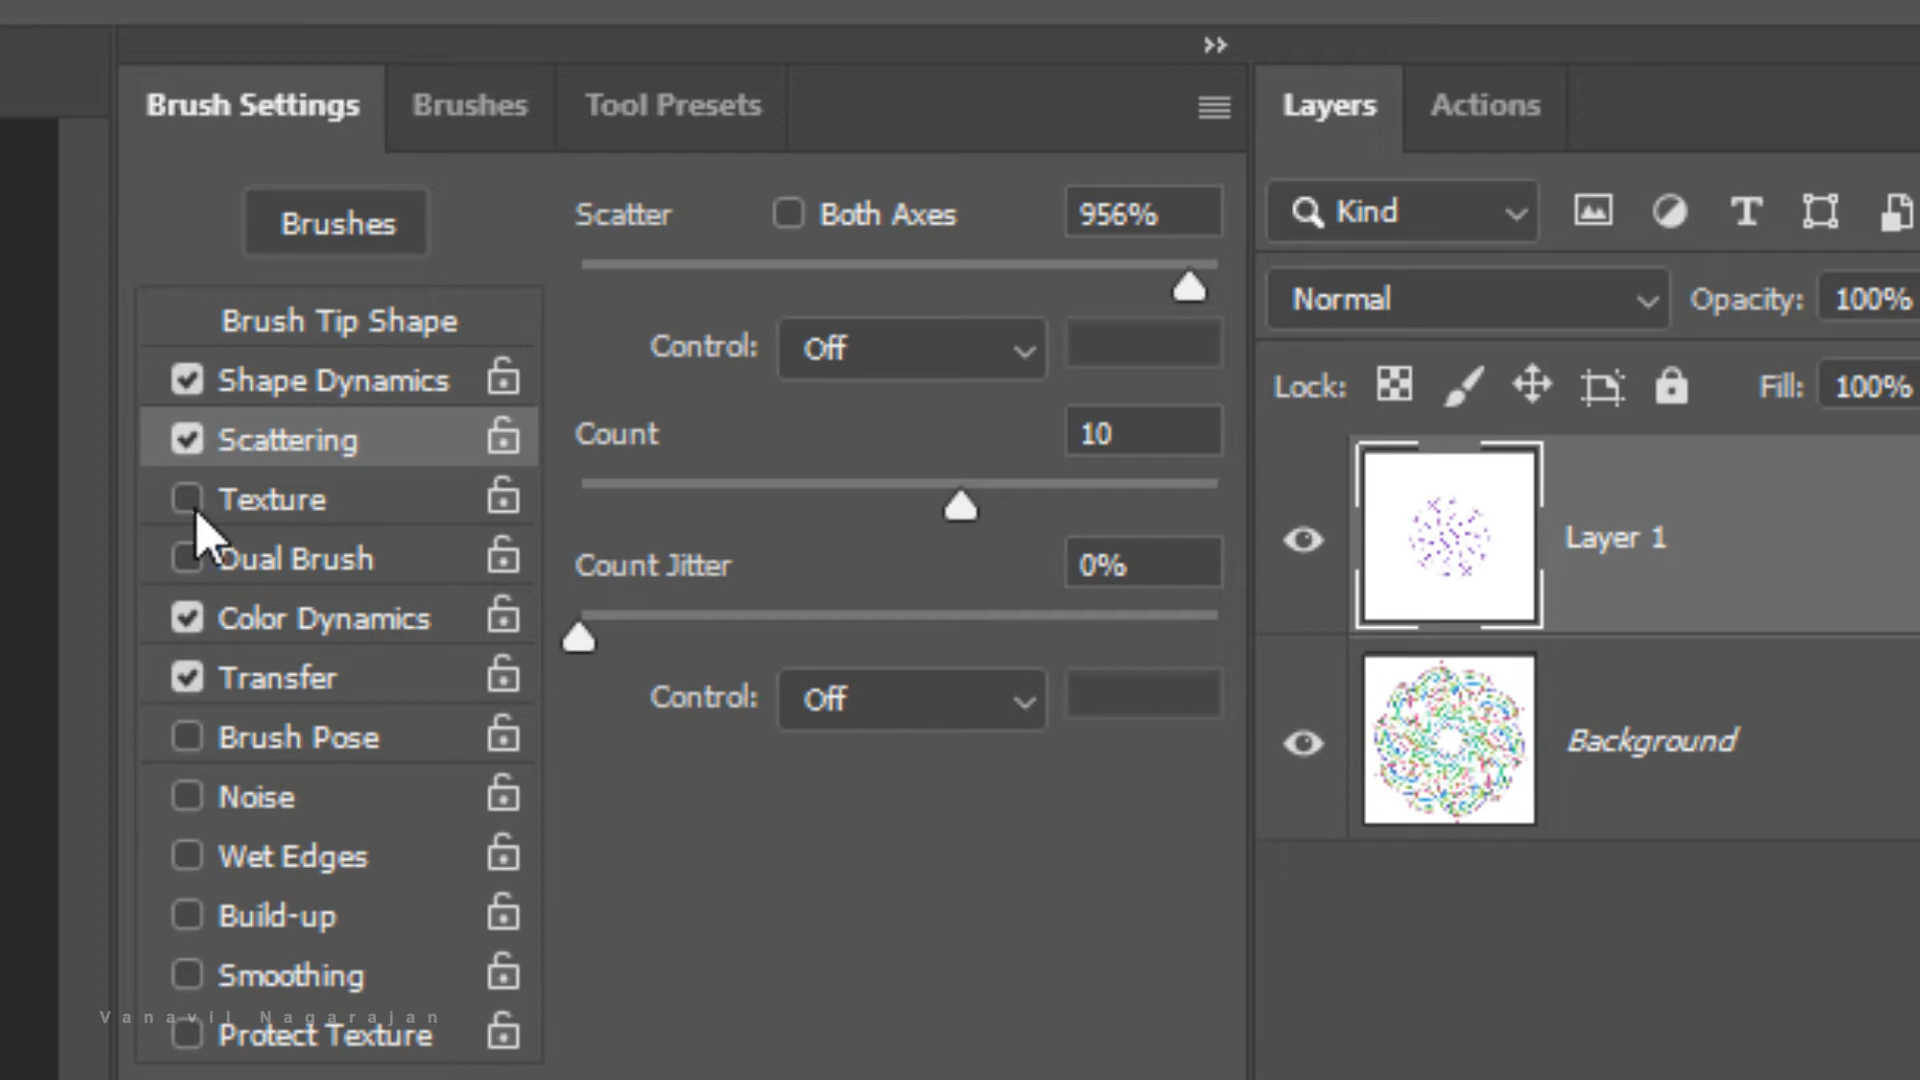 Brush Settings Brushes Tool Presets
Brushes
Brush Tip Shape
Shape Dynamics
Scattering
Texture
Dual Brush
Color Dynamics
Transfer
Brush Pose
Noise
Wet Edges
Build-up
Smoothing
Vanavil Nagarajan
Protect Texture
Scatter Both Axes 956%
Control: Off
Count 10
Count Jitter 0%
Control: Off
Layers Actions
Kind
Normal Opacity: 100%
Lock: Fill: 100%
Layer 1
Background